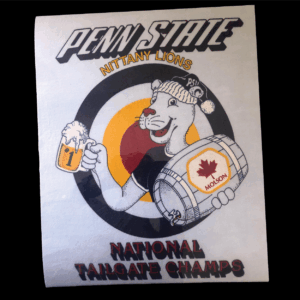 PENN STATE
NITTANY LIONS
1
MOLSON
NATIONAL
TAILGATE CHAMPS